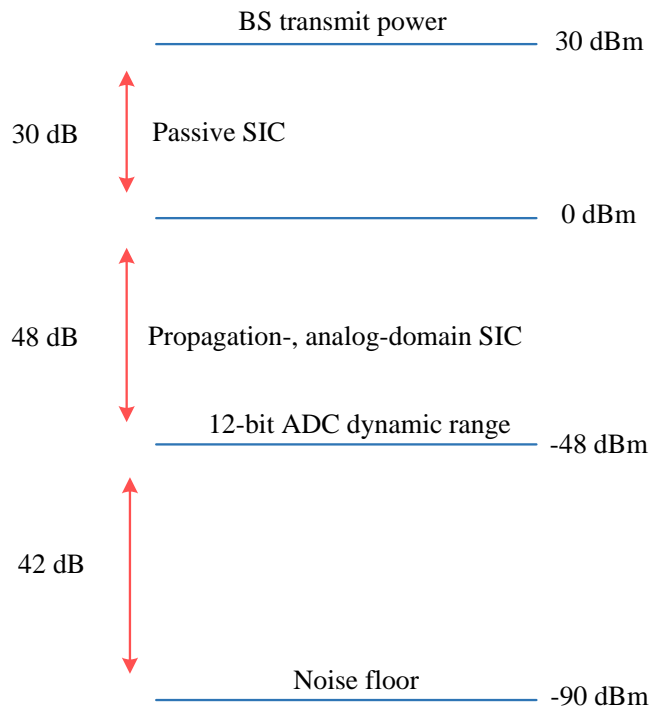 BS transmit power
30 dBm
30 dB
Passive SIC
0 dBm
48 dB
Propagation-, analog-domain SIC
12-bit ADC dynamic range
-48 dBm
42 dB
Noise floor
-90 dBm